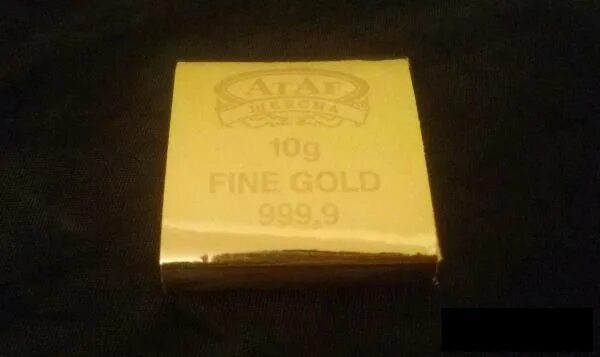 ATAF
10g
FINE GOLD
999.9